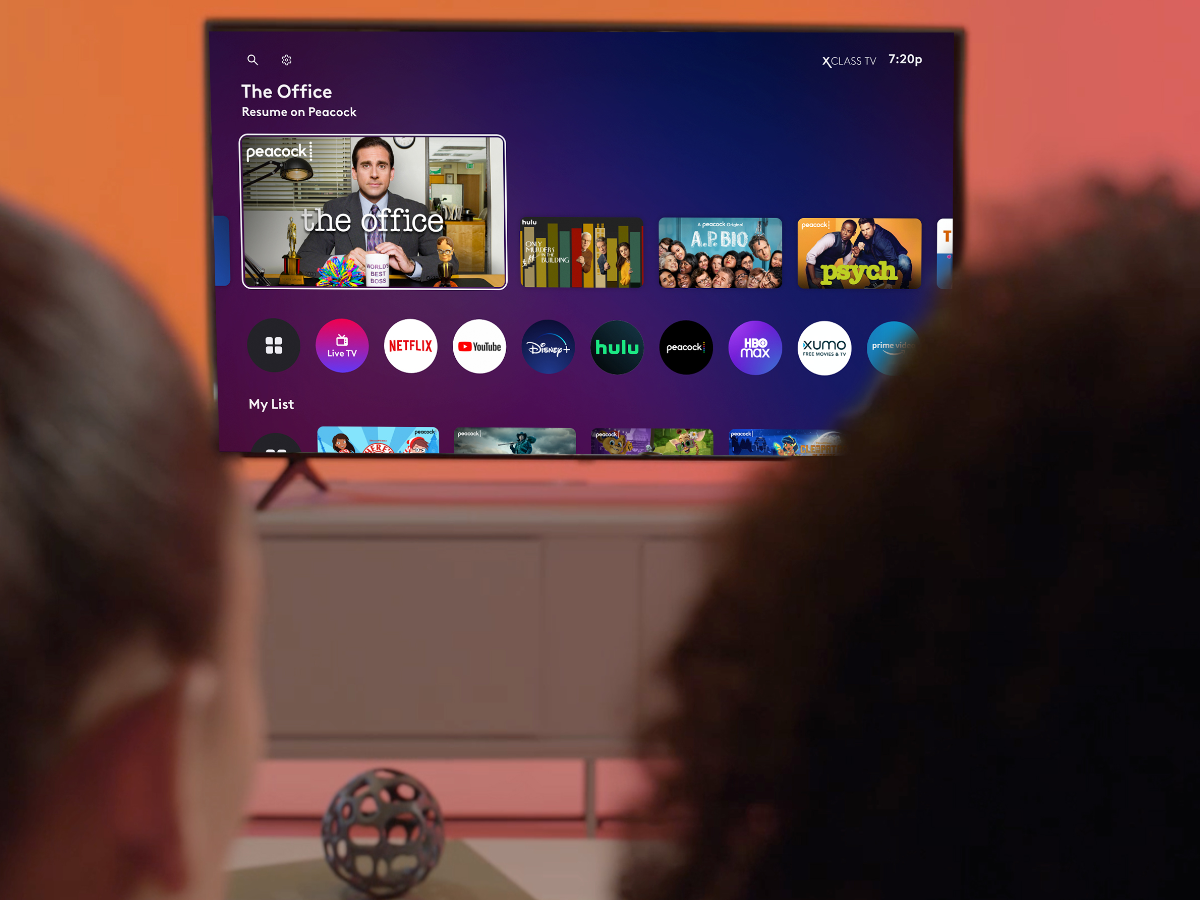 XCLASS TV 7:20p
The Office
Resume on Peacock
peacock
the office
WORLD'S
BEST
BOSS
hulu
ONLY
MURDERS
IN THE
BUILDING
a peacock Original
A.P. BIO
peacock
psych
T
Live TV
NETFLIX
YouTube
Disney+
hulu
peacock
HBO
max
xumo
FREE MOVIES & TV
prime video
My List
peacock
peacock
peacock
peacock